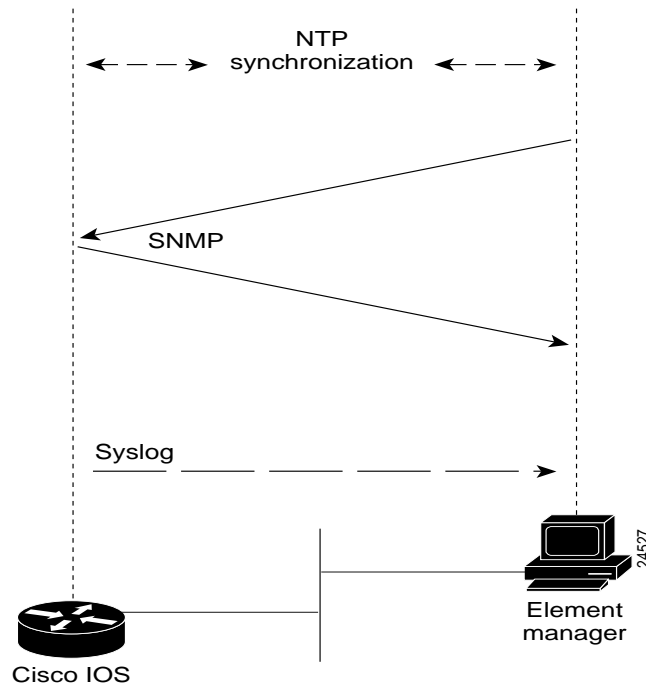 NTP
synchronization
SNMP
Syslog
24527
Element
manager
Cisco IOS